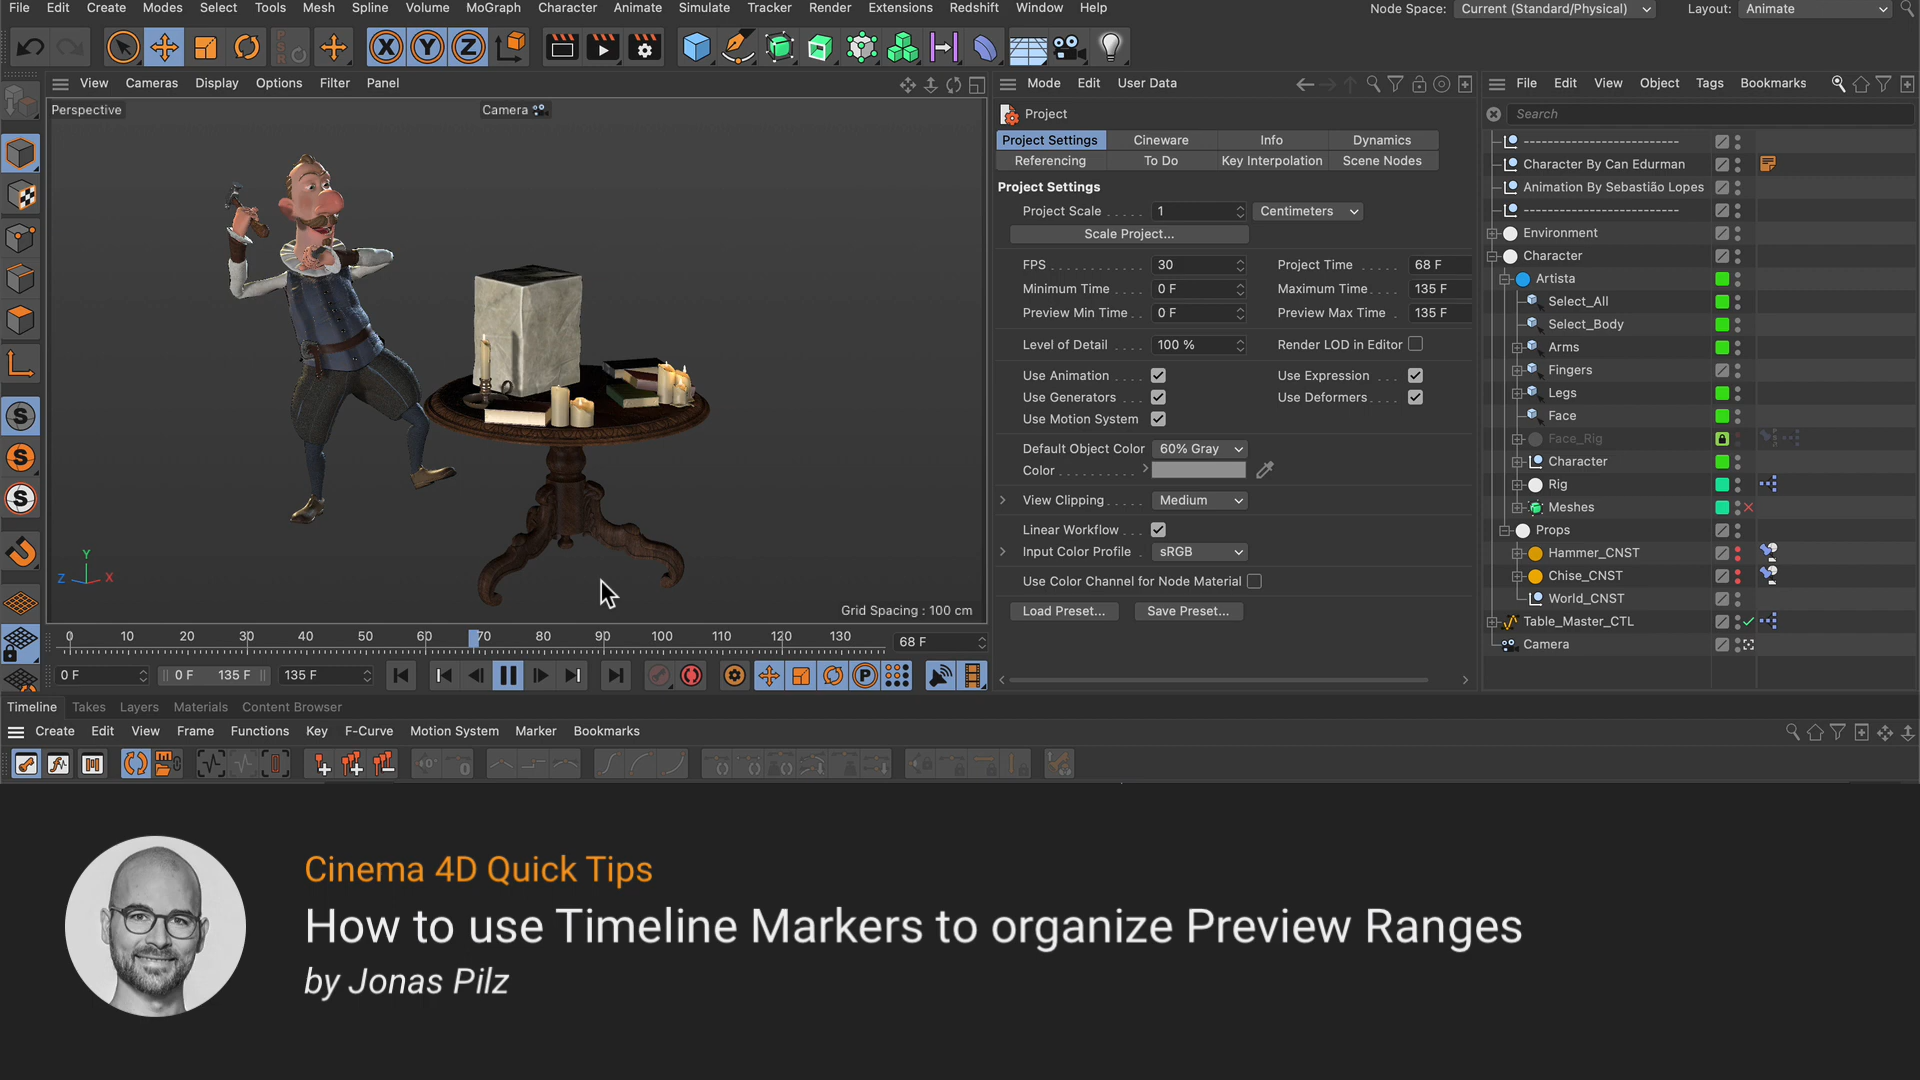 File Edit Create Modes Select Tools Mesh Spline Volume MoGraph Character Animate Simulate Tracker Render Extensions Redshift Window Help
Node Space: Current (Standard/Physical) Layout: Animate
View Cameras Display Options Filter Panel
Mode Edit User Data
File Edit View Object Tags Bookmarks
Perspective
Camera
Project
Search
Project Settings Cineware Info Dynamics
Referencing To Do Key Interpolation Scene Nodes
Project Settings
Project Scale 1 Centimeters
Scale Project...
FPS 30 Project Time 68 F
Minimum Time 0 F Maximum Time 135 F
Preview Min Time 0 F Preview Max Time 135 F
Level of Detail 100 % Render LOD in Editor
Use Animation Use Expression
Use Generators Use Deformers
Use Motion System
Default Object Color 60% Gray
Color
View Clipping Medium
Linear Workflow
Input Color Profile sRGB
Use Color Channel for Node Material
Load Preset... Save Preset...
---------------------------
Character By Can Edurman
Animation By Sebastião Lopes
---------------------------
Environment
Character
Artista
Select_All
Select_Body
Arms
Fingers
Legs
Face
Face_Rig
Character
Rig
Meshes
Props
Hammer_CNST
Chise_CNST
World_CNST
Table_Master_CTL
Camera
Y
Z X
Grid Spacing : 100 cm
0 10 20 30 40 50 60 70 80 90 100 110 120 130 68 F
0 F 0 F 135 F 135 F
Timeline Takes Layers Materials Content Browser
Create Edit View Frame Functions Key F-Curve Motion System Marker Bookmarks
Cinema 4D Quick Tips
How to use Timeline Markers to organize Preview Ranges
by Jonas Pilz